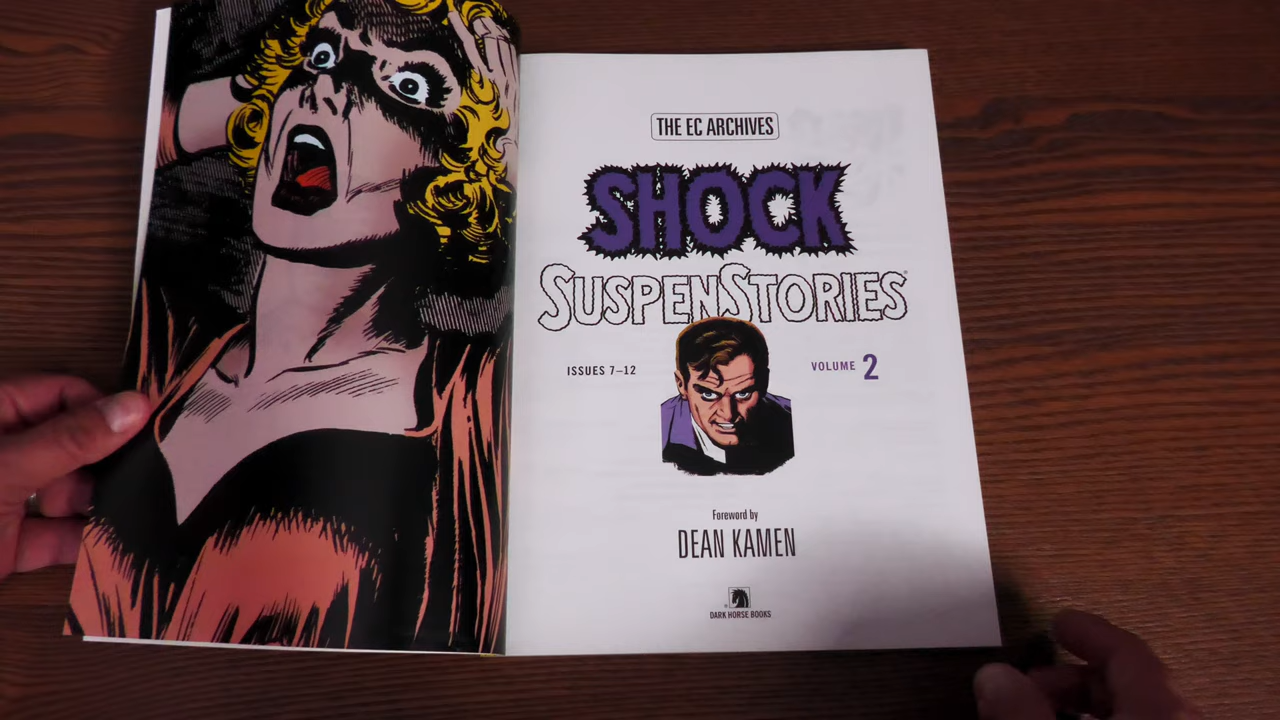 THE EC ARCHIVES
SHOCK
SUSPENSTORIES®
ISSUES 7–12
VOLUME 2
Foreword by
DEAN KAMEN
DARK HORSE BOOKS